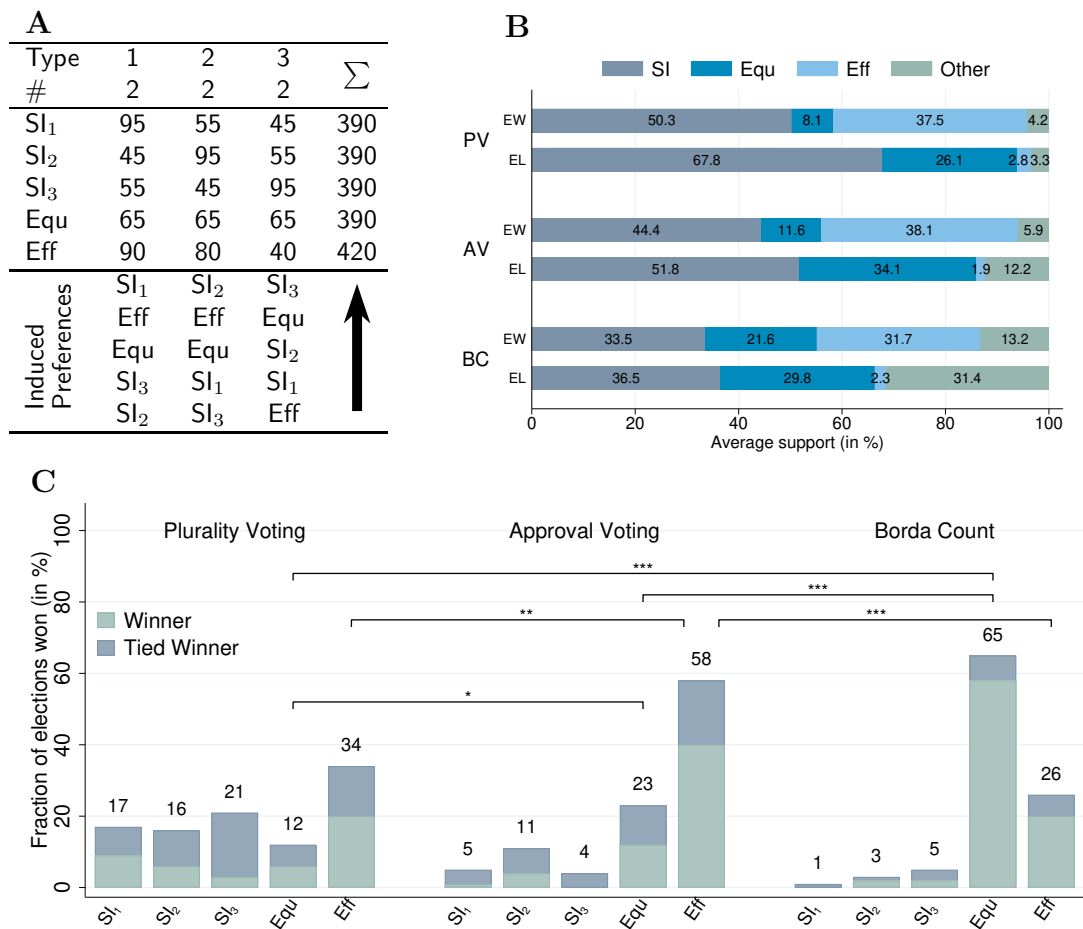 A
Type 1 2 3 ∑
# 2 2 2
SI₁ 95 55 45 390
SI₂ 45 95 55 390
SI₃ 55 45 95 390
Equ 65 65 65 390
Eff 90 80 40 420
Induced Preferences
SI₁ SI₂ SI₃
Eff Eff Equ
Equ Equ SI₂
SI₃ SI₁ SI₁
SI₂ SI₃ Eff
B
SI Equ Eff Other
PV
EW 50.3 8.1 37.5 4.2
EL 67.8 26.1 2.8 3.3
AV
EW 44.4 11.6 38.1 5.9
EL 51.8 34.1 1.9 12.2
BC
EW 33.5 21.6 31.7 13.2
EL 36.5 29.8 2.3 31.4
0 20 40 60 80 100
Average support (in %)
C
Fraction of elections won (in %)
100
80
60
40
20
0
Plurality Voting Approval Voting Borda Count
***
***
** ***
*
Winner
Tied Winner
17 16 21 12 34
5 11 4 23 58
1 3 5 65 26
SI₁ SI₂ SI₃ Equ Eff SI₁ SI₂ SI₃ Equ Eff SI₁ SI₂ SI₃ Equ Eff